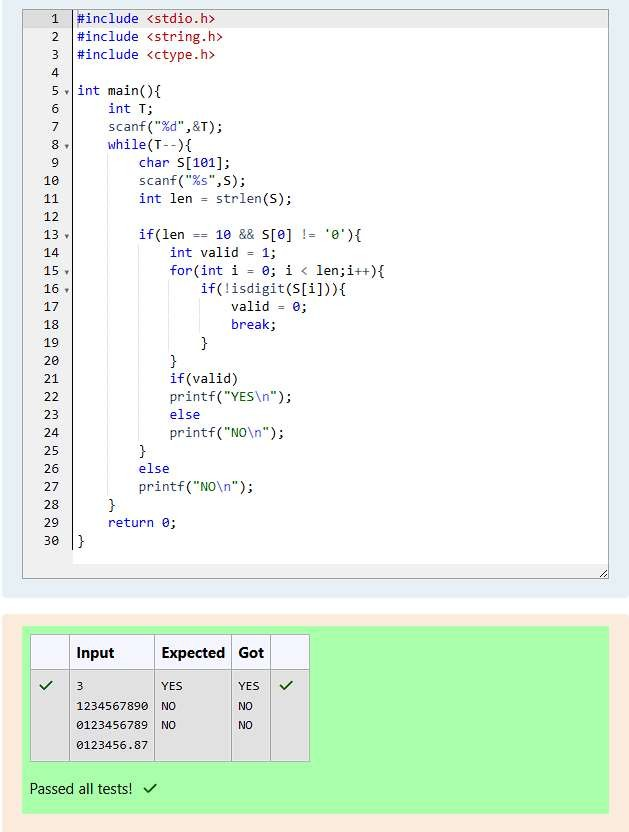 1 #include <stdio.h>
2 #include <string.h>
3 #include <ctype.h>
4
5 int main(){
6     int T;
7     scanf("%d",&T);
8     while(T--){
9         char S[101];
10         scanf("%s",S);
11         int len = strlen(S);
12
13         if(len == 10 && S[0] != '0'){
14             int valid = 1;
15             for(int i = 0; i < len;i++){
16                 if(!isdigit(S[i])){
17                     valid = 0;
18                     break;
19                 }
20             }
21             if(valid)
22             printf("YES\n");
23             else
24             printf("NO\n");
25         }
26         else
27         printf("NO\n");
28     }
29     return 0;
30 }
Input Expected Got
3 YES YES
1234567890 NO NO
0123456789 NO NO
0123456.87
Passed all tests!